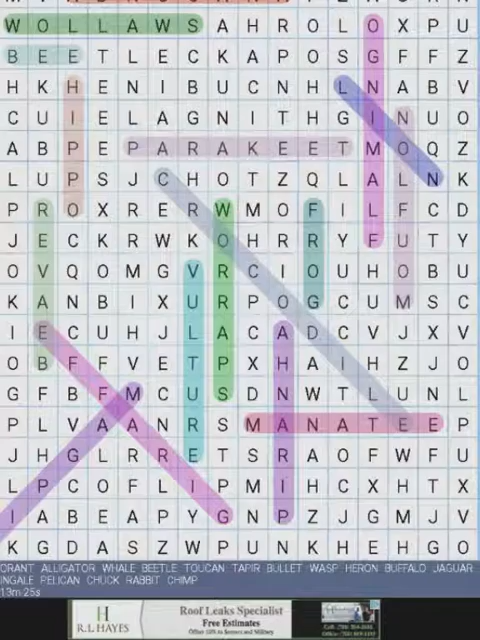 W O L L A W S A H R O L O X P U
B E E T L E C K A P O S G F F Z
H K H E N I B U C N H L N A B V
C U I E L A G N I T H G I N U O
A B P E P A R A K E E T M O Q Z
L U P S J C H O T Z Q L A L N K
P R O X R E R W M O F I L F C D
J E C K R W K O H R R Y F U T Y
O V Q O M G V R C I O U H O B U
K A N B I X U R P O G C U M S C
I E C U H J L A C A D C V J X V
O B F F V E T P X H A I H Z J O
G F B F M C U S D N W T L U N L
P L V A A N R S M A N A T E E P
J H G L R R E T S R A O F W F U
L P C O F L I P M I H C X H T X
I A B E A P Y G N P Z J G M J V
K G D A S Z W P U N K H E H G O
ORANT ALLIGATOR WHALE BEETLE TOUCAN TAPIR BULLET WASP HERON BUFFALO JAGUAR
INGALE PELICAN CHUCK RABBIT CHIMP
13m 25s
H
R.L. HAYES
Roof Leaks Specialist
Free Estimates